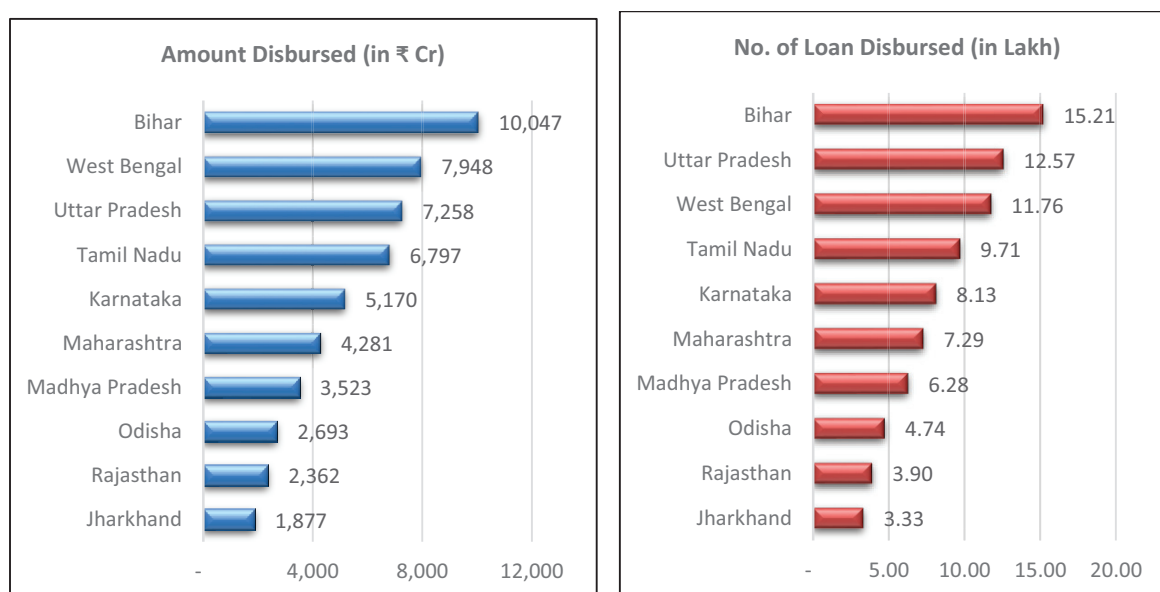 Amount Disbursed (in ₹ Cr)
Bihar 10,047
West Bengal 7,948
Uttar Pradesh 7,258
Tamil Nadu 6,797
Karnataka 5,170
Maharashtra 4,281
Madhya Pradesh 3,523
Odisha 2,693
Rajasthan 2,362
Jharkhand 1,877
- 4,000 8,000 12,000
No. of Loan Disbursed (in Lakh)
Bihar 15.21
Uttar Pradesh 12.57
West Bengal 11.76
Tamil Nadu 9.71
Karnataka 8.13
Maharashtra 7.29
Madhya Pradesh 6.28
Odisha 4.74
Rajasthan 3.90
Jharkhand 3.33
- 5.00 10.00 15.00 20.00